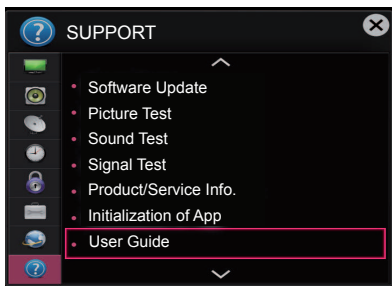 SUPPORT
Software Update
Picture Test
Sound Test
Signal Test
Product/Service Info.
Initialization of App
User Guide